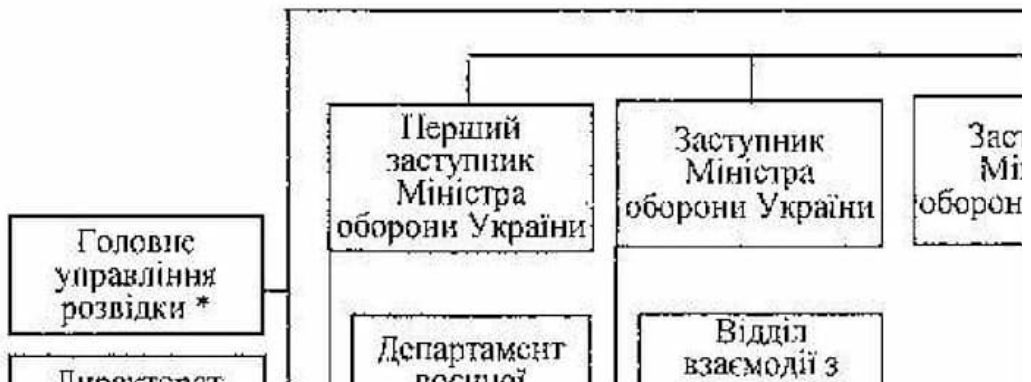 Перший
заступник
Міністра
оборони України
Заступник
Міністра
оборони України
Головне
управління
розвідки *
Департамент
Відділ
взаємодії з